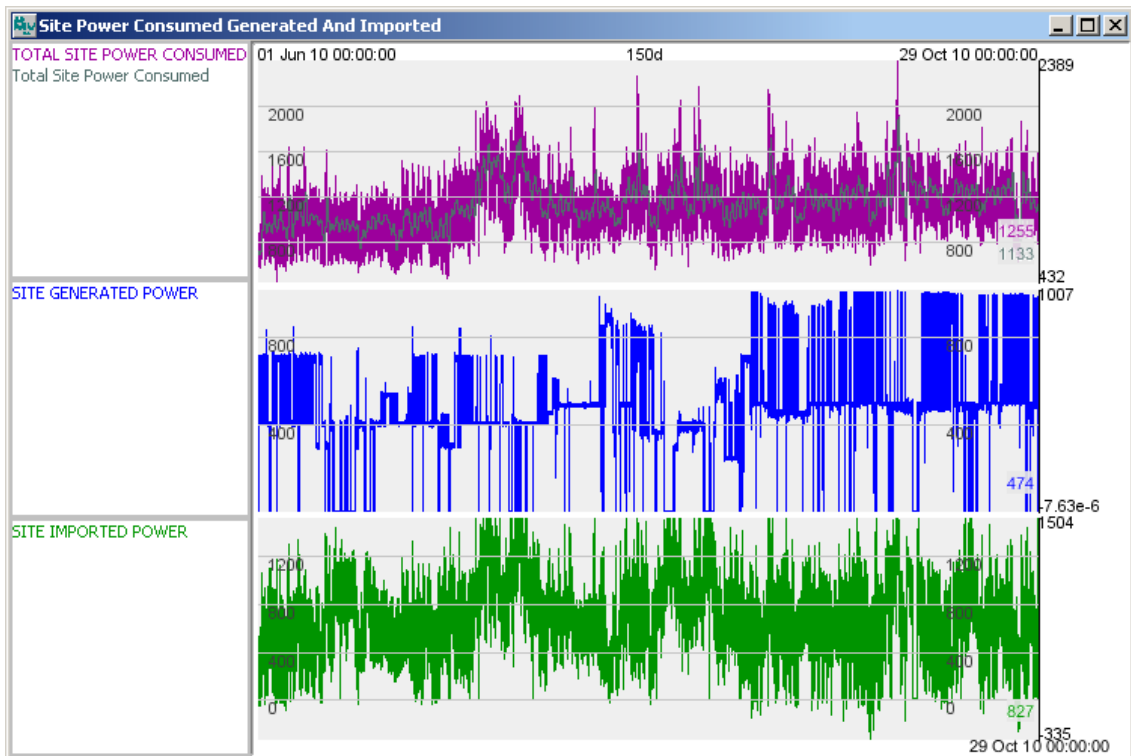 Site Power Consumed Generated And Imported
TOTAL SITE POWER CONSUMED
Total Site Power Consumed
01 Jun 10 00:00:00 150d 29 Oct 10 00:00:00
2389
2000 2000
1600 1600
800
1255
1133
432
SITE GENERATED POWER
1007
800 800
400 400
474
-7.63e-6
SITE IMPORTED POWER
1504
1200 1200
800 800
400 400
0 0
827
-335
29 Oct 10 00:00:00